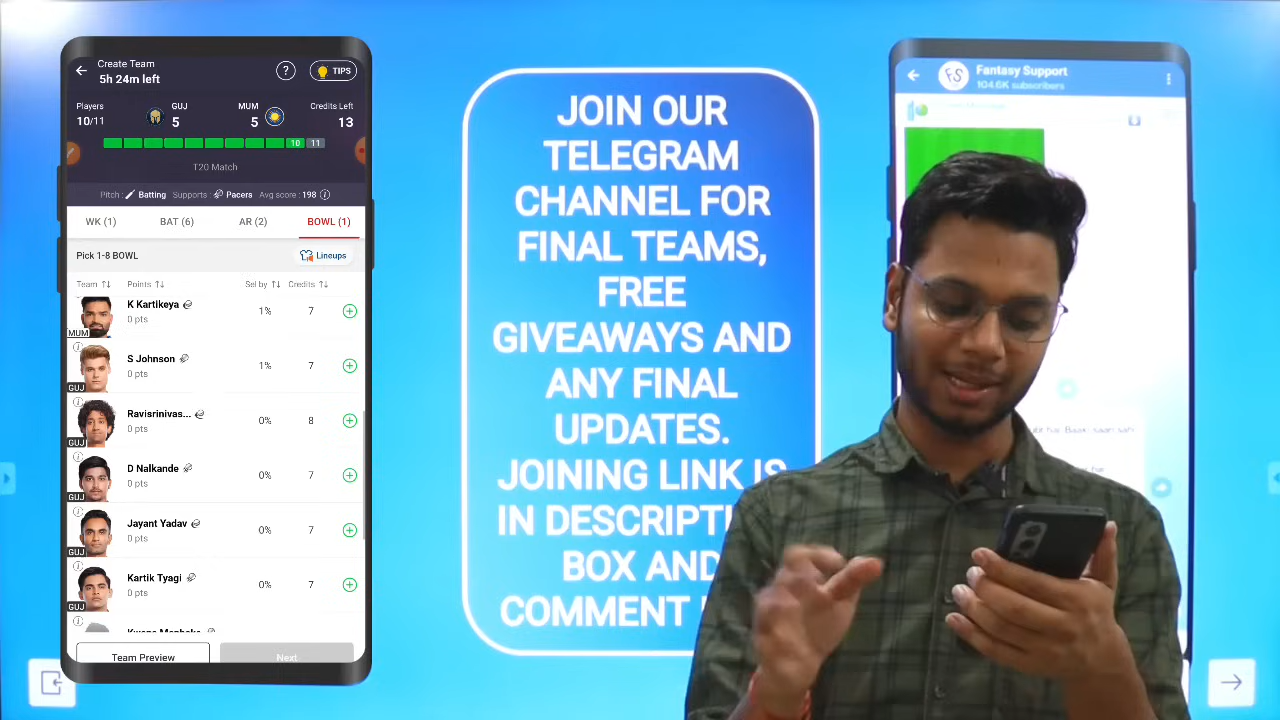 Create Team
5h 24m left
?
TIPS
Players
GUJ
MUM
Credits Left
10/11
5
5
13
10
11
T20 Match
Pitch : Batting Supports : Pacers Avg score : 198
WK (1)
BAT (6)
AR (2)
BOWL (1)
Pick 1-8 BOWL
Lineups
Team
Points
Sel by
Credits
K Kartikeya
0 pts
1%
7
MUM
S Johnson
0 pts
1%
7
GUJ
Ravisrinivas...
0 pts
0%
8
GUJ
D Nalkande
0 pts
0%
7
GUJ
Jayant Yadav
0 pts
0%
7
GUJ
Kartik Tyagi
0 pts
0%
7
GUJ
Team Preview
Next
JOIN OUR
TELEGRAM
CHANNEL FOR
FINAL TEAMS,
FREE
GIVEAWAYS AND
ANY FINAL
UPDATES.
JOINING LINK IS
IN
BOX AND
COMMENT
FS
Fantasy Support
104.6K subscribers